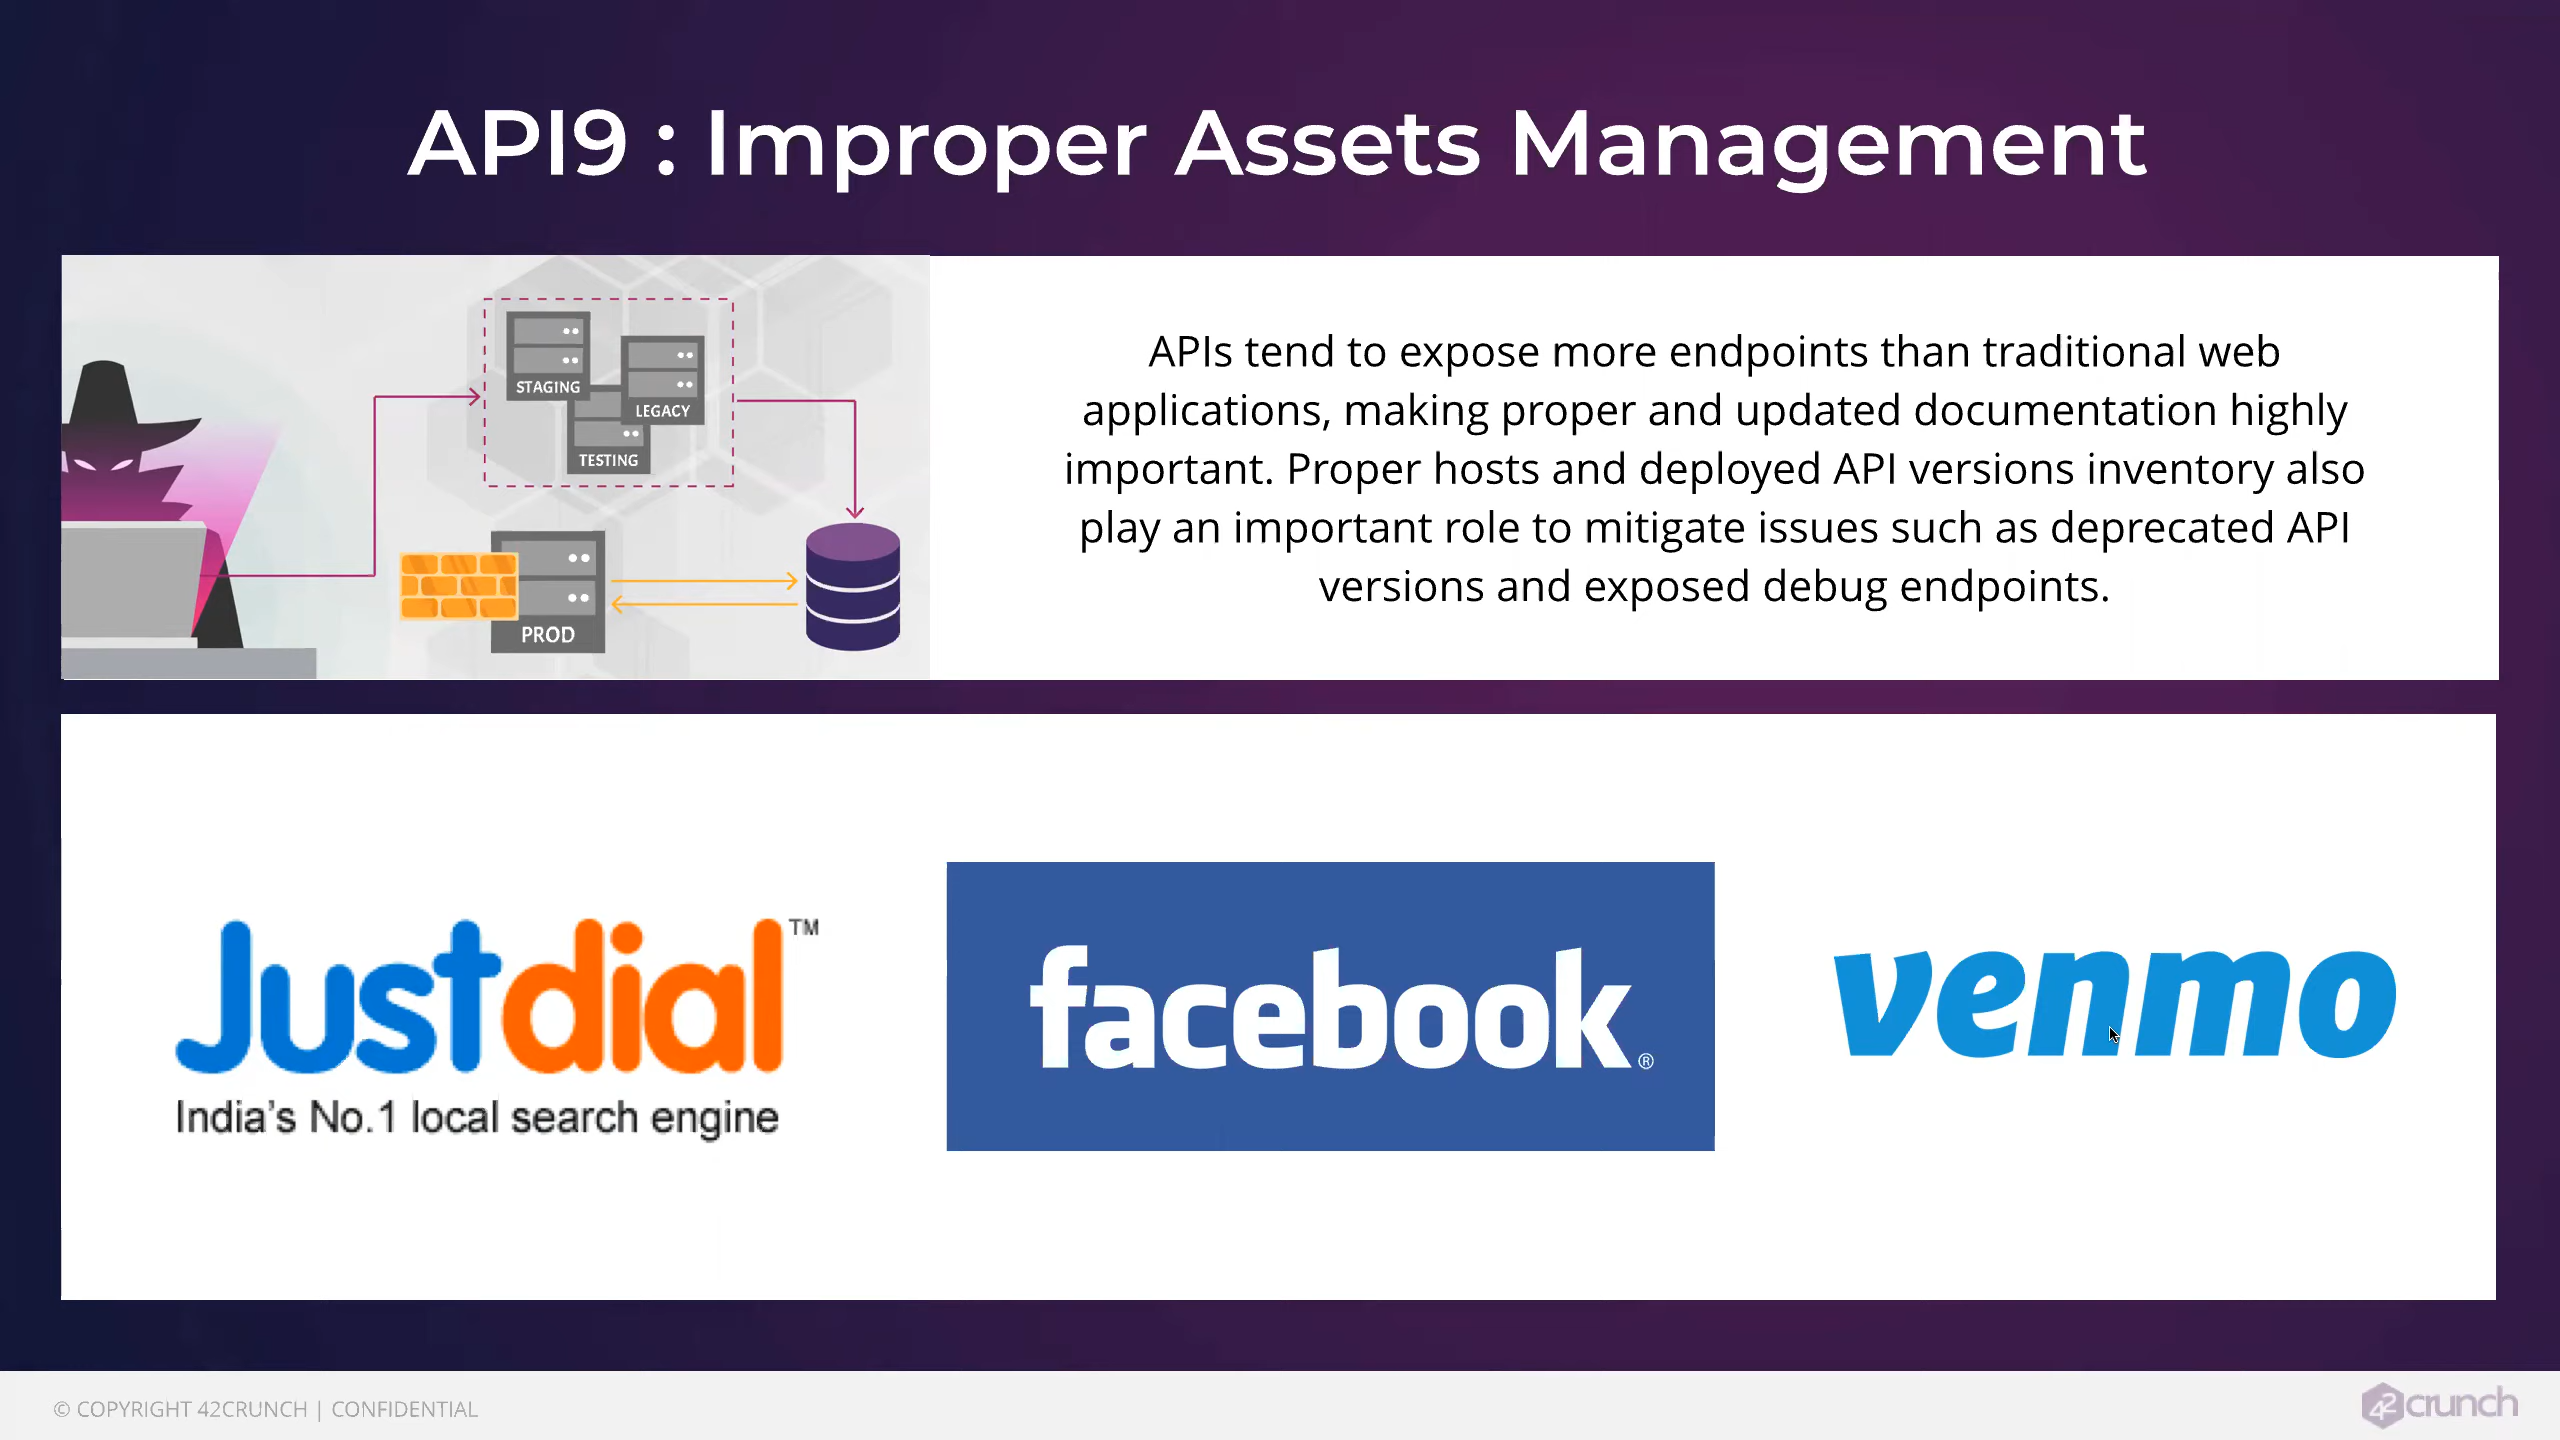 API9 : Improper Assets Management
STAGING
LEGACY
TESTING
PROD
APIs tend to expose more endpoints than traditional web
applications, making proper and updated documentation highly
important. Proper hosts and deployed API versions inventory also
play an important role to mitigate issues such as deprecated API
versions and exposed debug endpoints.
Justdial™
India's No.1 local search engine
facebook®
venmo
© COPYRIGHT 42CRUNCH | CONFIDENTIAL
42crunch